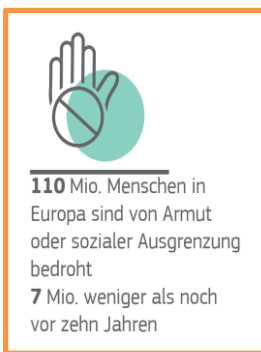 110 Mio. Menschen in
Europa sind von Armut
oder sozialer Ausgrenzung
bedroht
7 Mio. weniger als noch
vor zehn Jahren